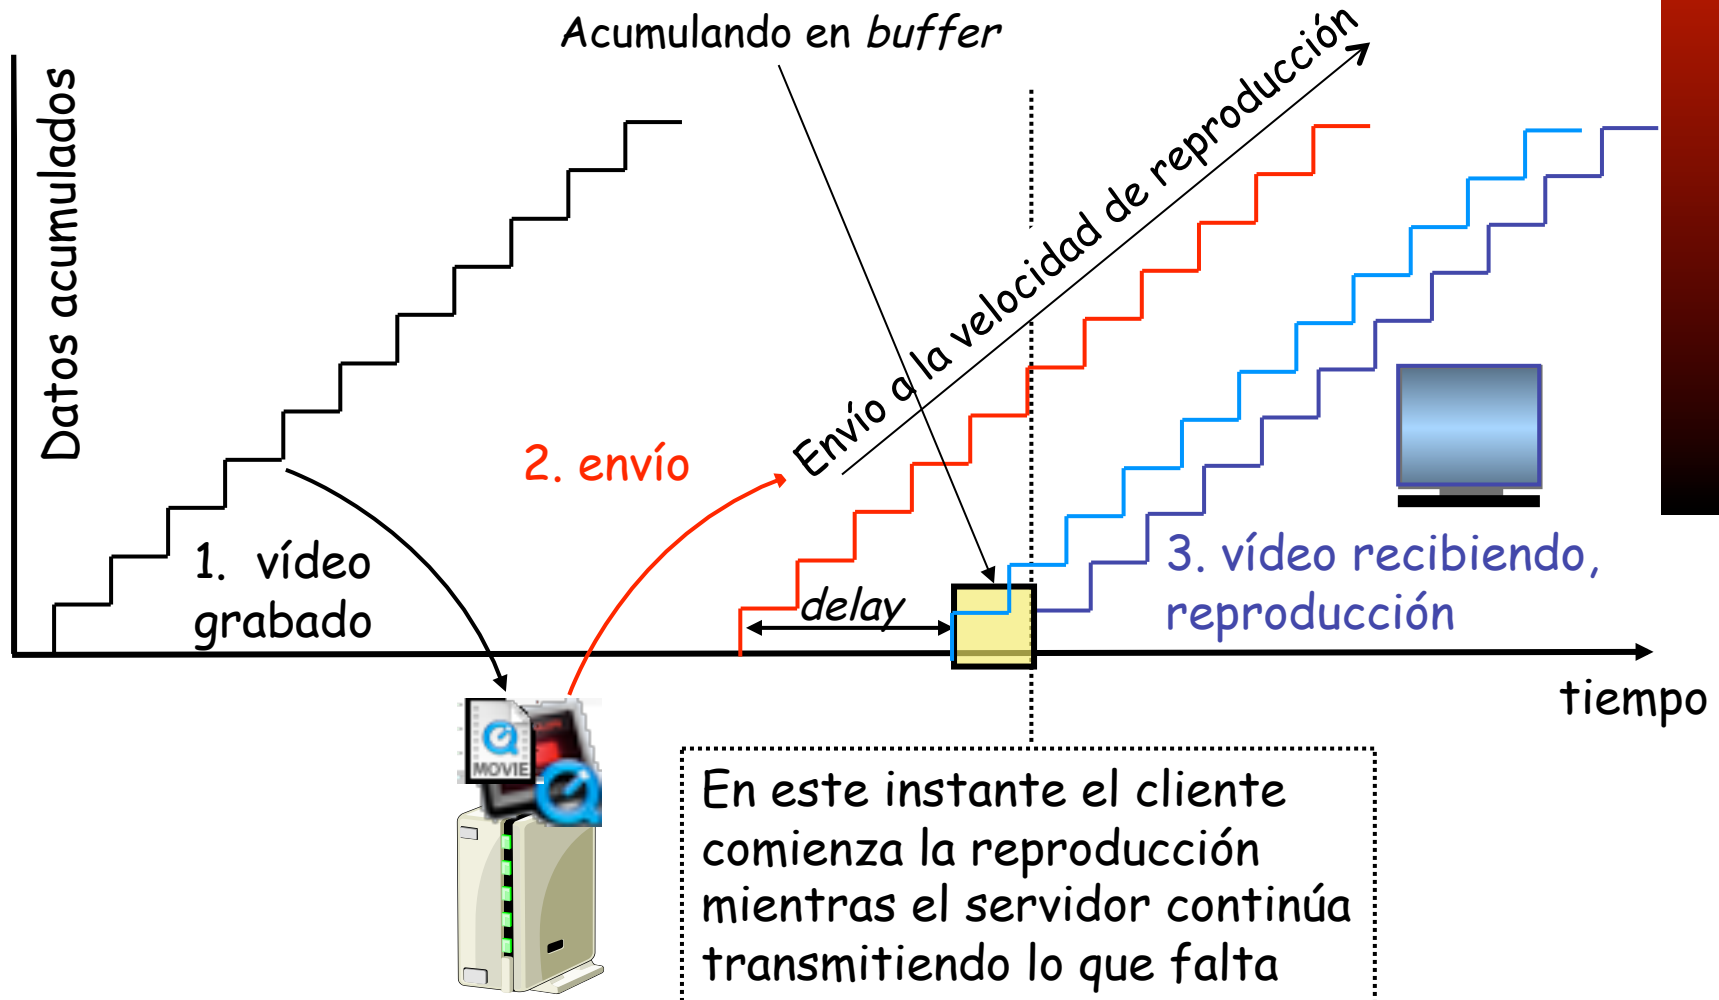 Acumulando en buffer
Datos acumulados
Envío a la velocidad de reproducción
2. envío
1. vídeo
grabado
delay
3. vídeo recibiendo,
reproducción
tiempo
MOVIE
En este instante el cliente
comienza la reproducción
mientras el servidor continúa
transmitiendo lo que falta